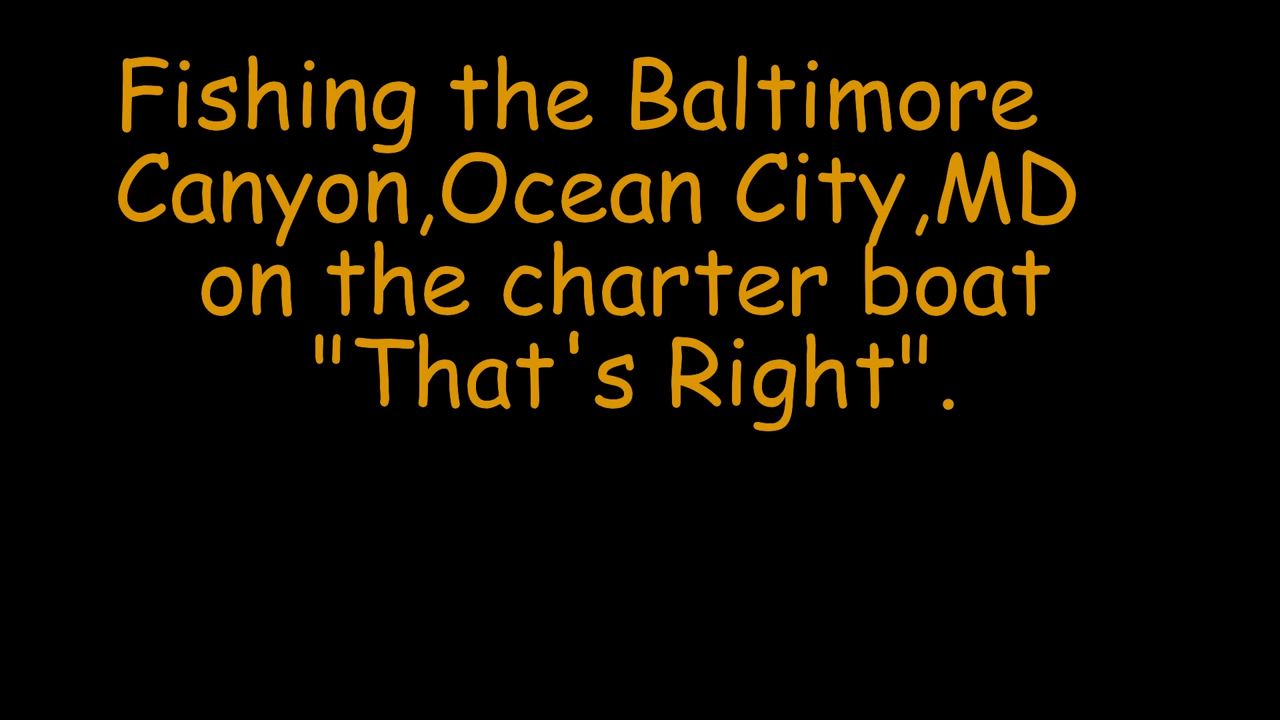 Fishing the Baltimore
Canyon,Ocean City,MD
on the charter boat
"That's Right".